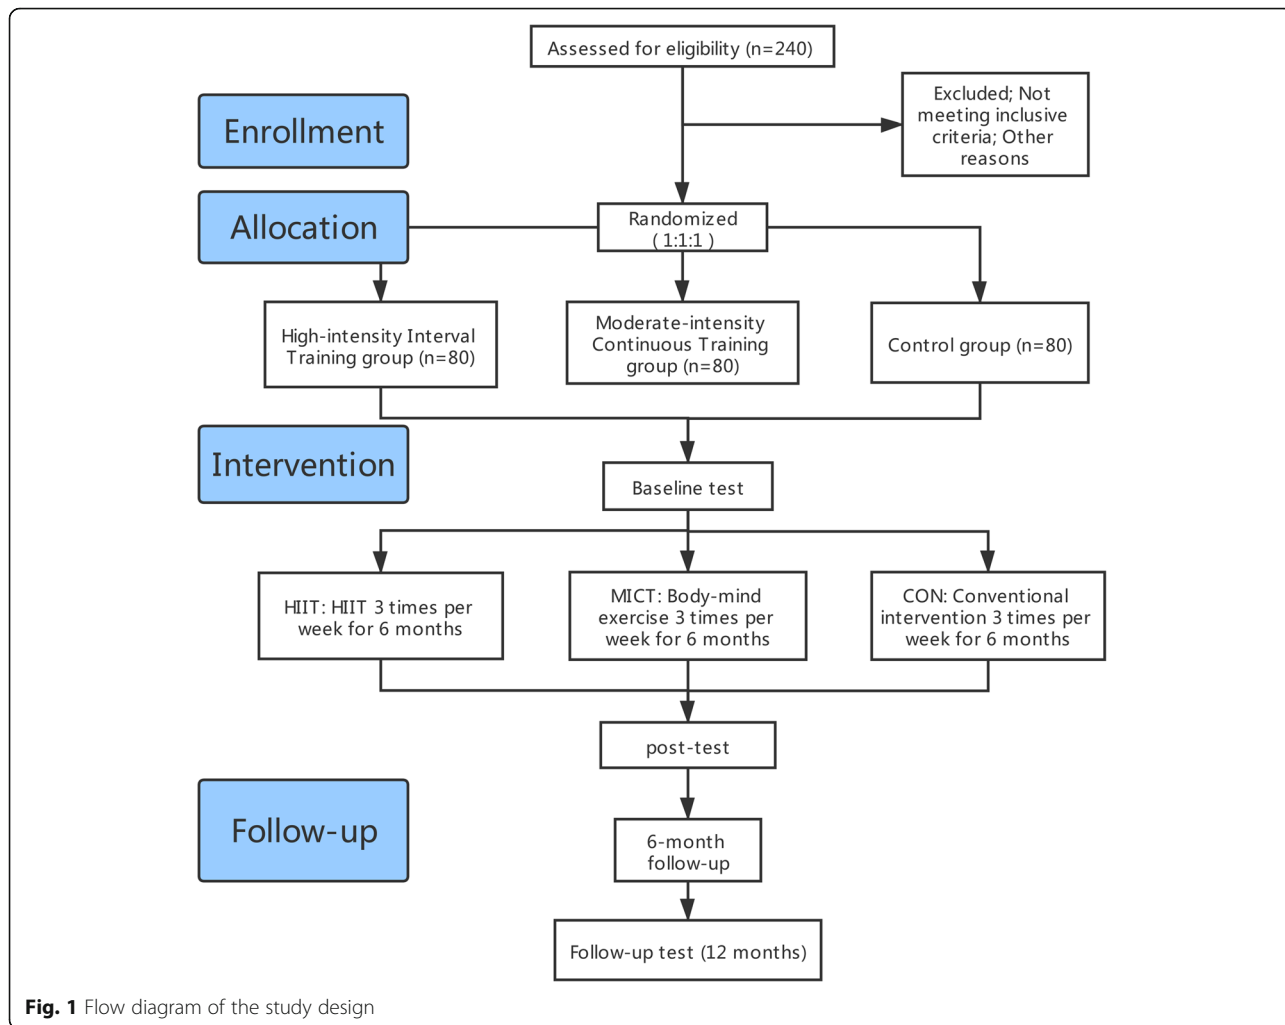 Assessed for eligibility (n=240)
Excluded; Not
meeting inclusive
criteria; Other
reasons
Enrollment
Allocation
Randomized
( 1:1:1 )
High-intensity Interval
Training group (n=80)
Moderate-intensity
Continuous Training
group (n=80)
Control group (n=80)
Intervention
Baseline test
HIIT: HIIT 3 times per
week for 6 months
MICT: Body-mind
exercise 3 times per
week for 6 months
CON: Conventional
intervention 3 times per
week for 6 months
post-test
Follow-up
6-month
follow-up
Follow-up test (12 months)
Fig. 1 Flow diagram of the study design